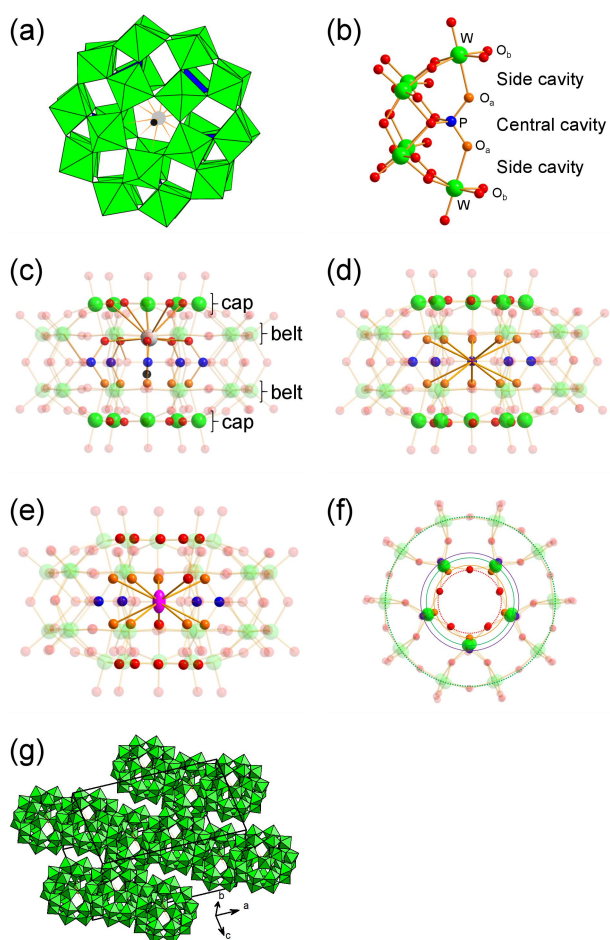 (a)
(b)
W
O_b
Side cavity
O_a
P
Central cavity
O_a
Side cavity
W
O_b
(c)
cap
belt
belt
cap
(d)
(e)
(f)
(g)
b
a
c